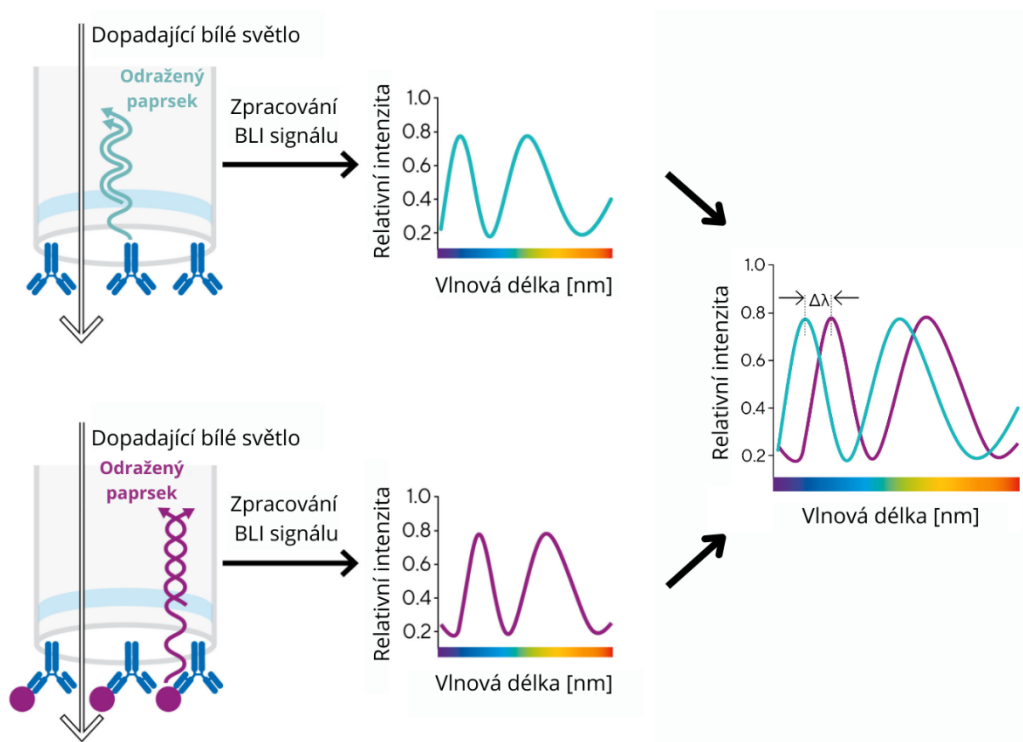 Dopadající bílé světlo
Odražený
paprsek
Zpracování
BLI signálu
Relativní intenzita
1.0
0.8
0.6
0.4
0.2
Vlnová délka [nm]
Dopadající bílé světlo
Odražený
paprsek
Zpracování
BLI signálu
Relativní intenzita
1.0
0.8
0.6
0.4
0.2
Vlnová délka [nm]
Relativní intenzita
1.0
0.8
0.6
0.4
0.2
Δλ
Vlnová délka [nm]